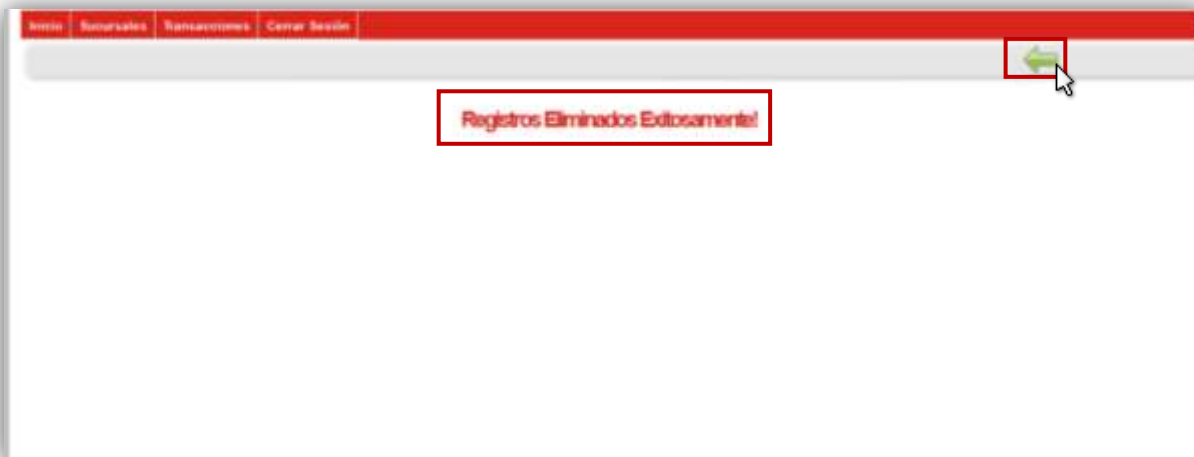 Inicio Sucursales Transacciones Cerrar Sesión
Registros Eliminados Exitosamente!